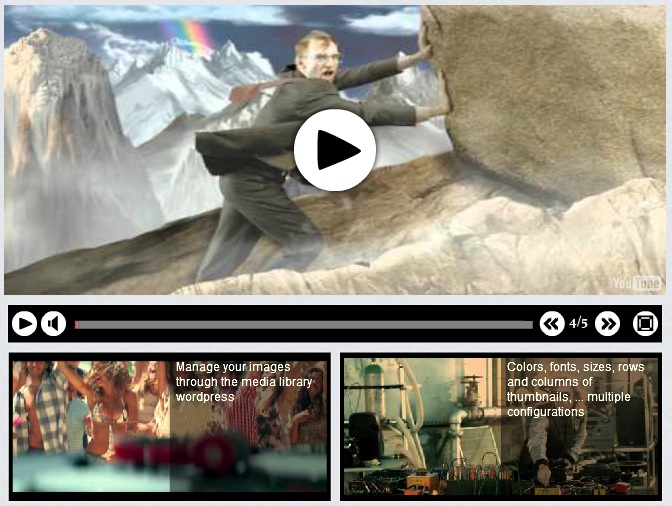 YouTube
4/5
Manage your images
through the media library
wordpress
Colors, fonts, sizes, rows
and columns of
thumbnails, ... multiple
configurations